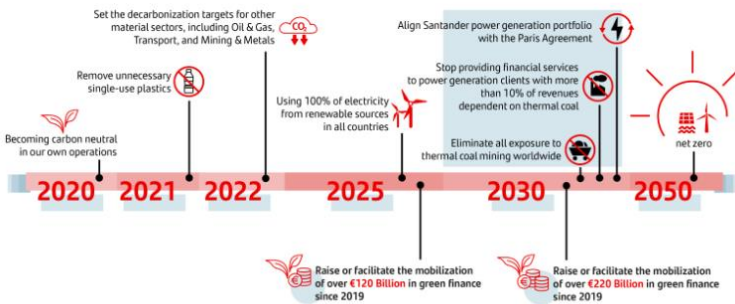 Set the decarbonization targets for other
material sectors, including Oil & Gas,
Transport, and Mining & Metals
CO₂
Align Santander power generation portfolio
with the Paris Agreement
Remove unnecessary
single-use plastics
Stop providing financial services
to power generation clients with more
than 10% of revenues
dependent on thermal coal
Using 100% of electricity
from renewable sources
in all countries
Becoming carbon neutral
in our own operations
Eliminate all exposure to
thermal coal mining worldwide
net zero
2020
2021
2022
2025
2030
2050
Raise or facilitate the mobilization
of over €120 Billion in green finance
since 2019
Raise or facilitate the mobilization
of over €220 Billion in green finance
since 2019